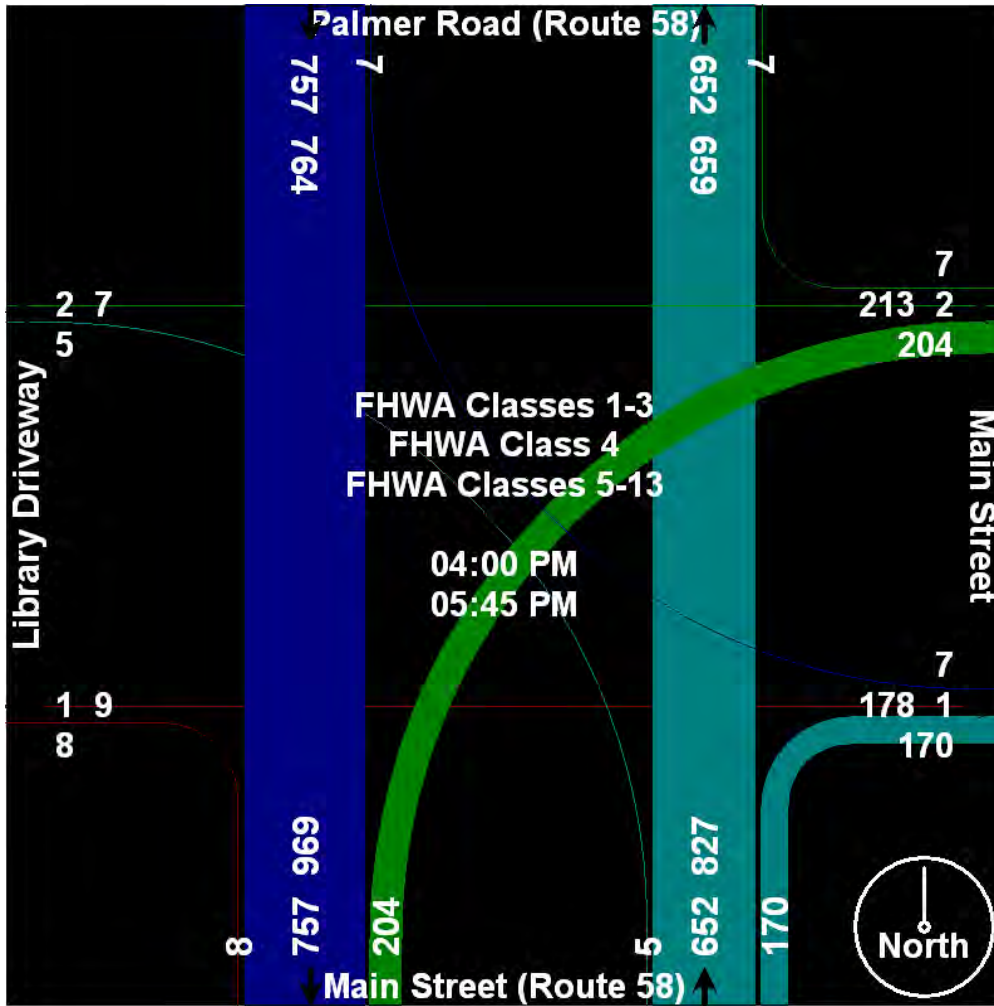 Palmer Road (Route 58)
757
7
652
7
764
659
7
2 7
213 2
5
204
Library Driveway
FHWA Classes 1-3
FHWA Class 4
FHWA Classes 5-13
Main Street
04:00 PM
05:45 PM
7
1 9
178 1
8
170
969
827
8
757
204
5
652
170
North
Main Street (Route 58)